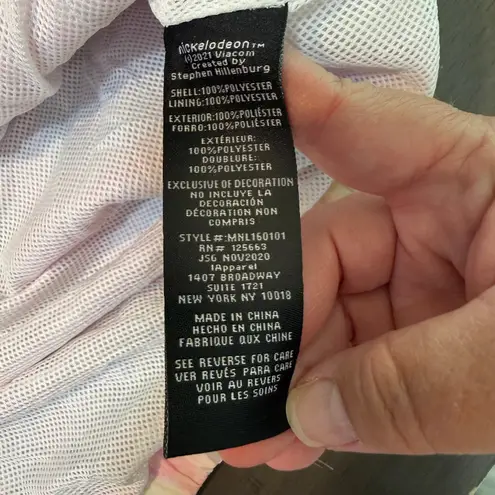 nickelodeon™
©2021 Viacom
Created by
Stephen Hillenburg
SHELL:100%POLYESTER
LINING:100%POLYESTER
EXTERIOR:100%POLIÉSTER
FORRO:100%POLIÉSTER
EXTÉRIEUR:
100%POLYESTER
DOUBLURE:
100%POLYESTER
EXCLUSIVE OF DECORATION
NO INCLUYE LA
DECORACIÓN
DÉCORATION NON
COMPRIS
STYLE #:MNL160101
RN# 125663
JS6 NOV2020
1Apparel
1407 BROADWAY
SUITE 1721
NEW YORK NY 10018
MADE IN CHINA
HECHO EN CHINA
FABRIQUE QUX CHINE
SEE REVERSE FOR CARE
VER REVÉS PARA CARE
VOIR AU REVERS
POUR LES SOINS